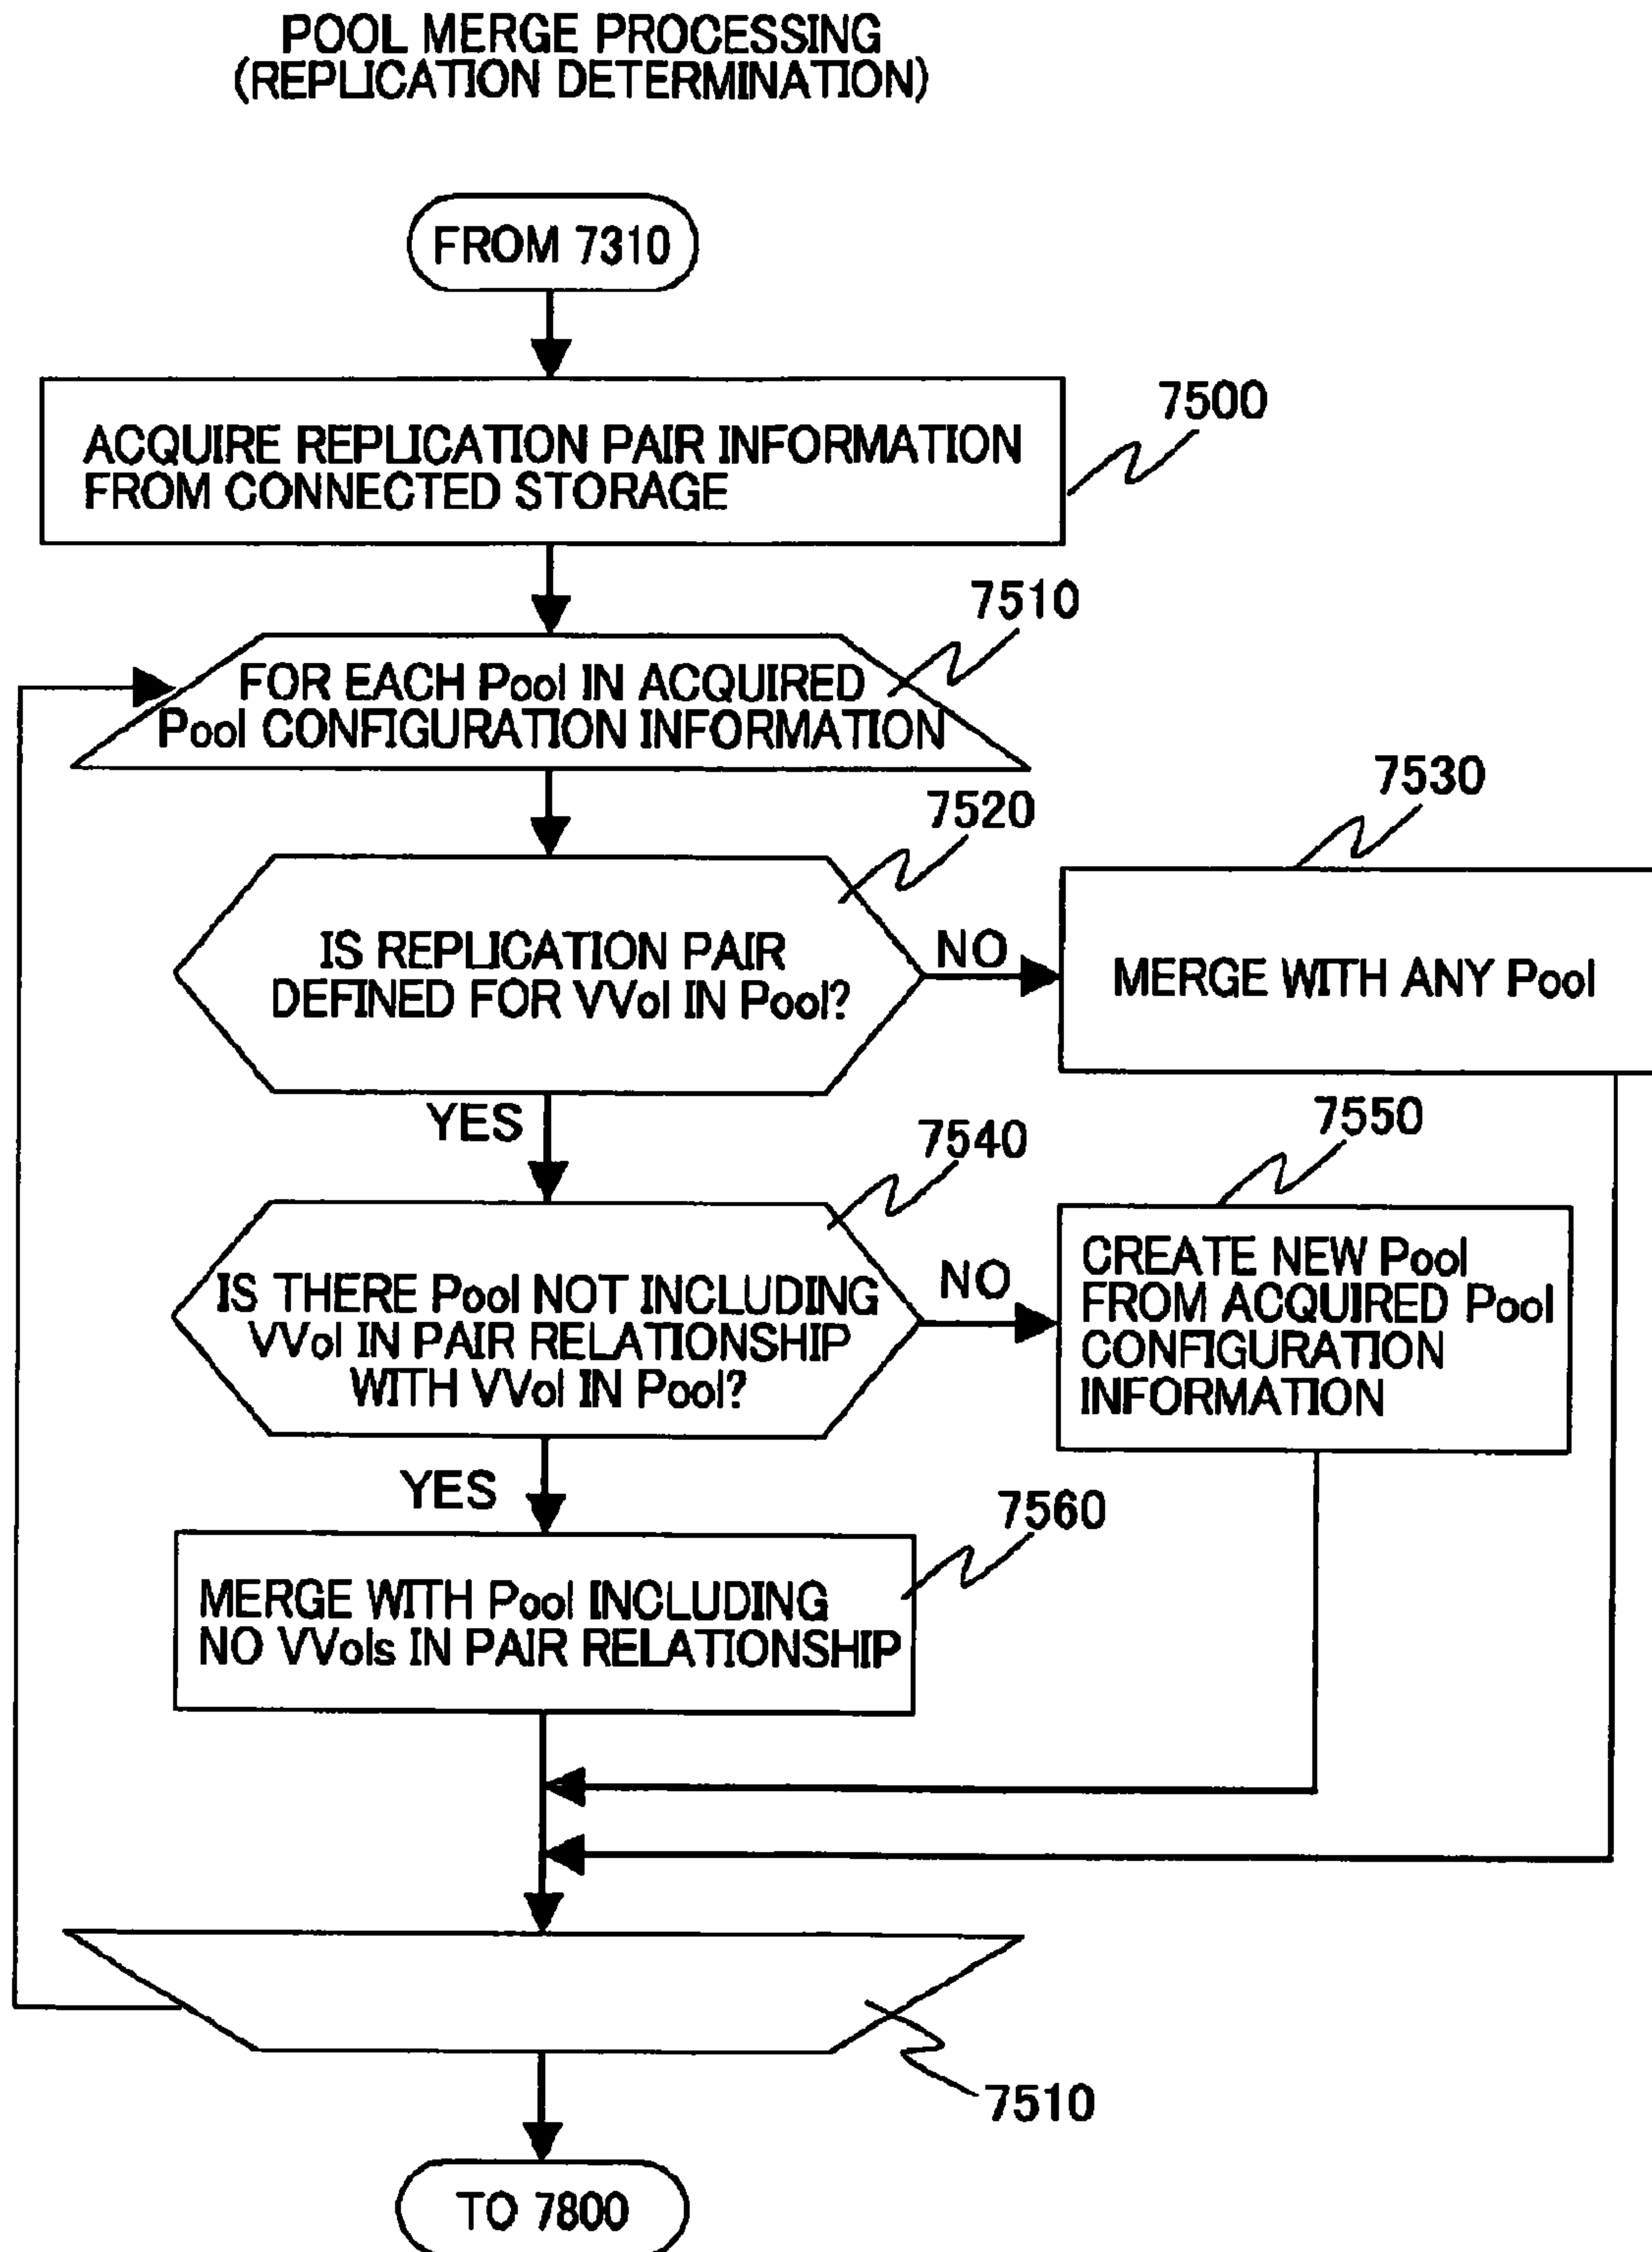 POOL MERGE PROCESSING
(REPLICATION DETERMINATION)
FROM 7310
7500
ACQUIRE REPLICATION PAIR INFORMATION
FROM CONNECTED STORAGE
7510
FOR EACH Pool IN ACQUIRED
Pool CONFIGURATION INFORMATION
7520
7530
IS REPLICATION PAIR
DEFINED FOR VVol IN Pool?
NO
MERGE WITH ANY Pool
YES
7540
7550
IS THERE Pool NOT INCLUDING
VVol IN PAIR RELATIONSHIP
WITH VVol IN Pool?
NO
CREATE NEW Pool
FROM ACQUIRED Pool
CONFIGURATION
INFORMATION
YES
7560
MERGE WITH Pool INCLUDING
NO VVols IN PAIR RELATIONSHIP
7510
TO 7800